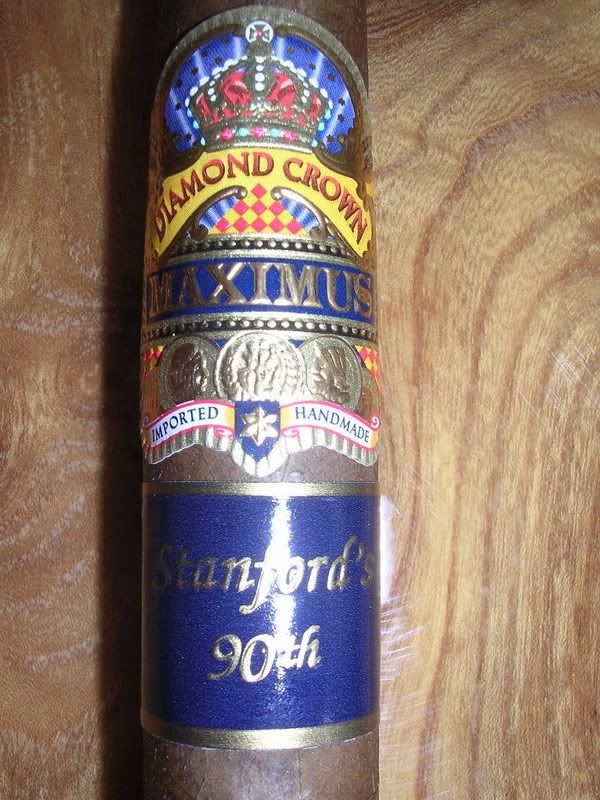 DIAMOND CROWN
MAXIMUS
IMPORTED HANDMADE
Stanford's
90th